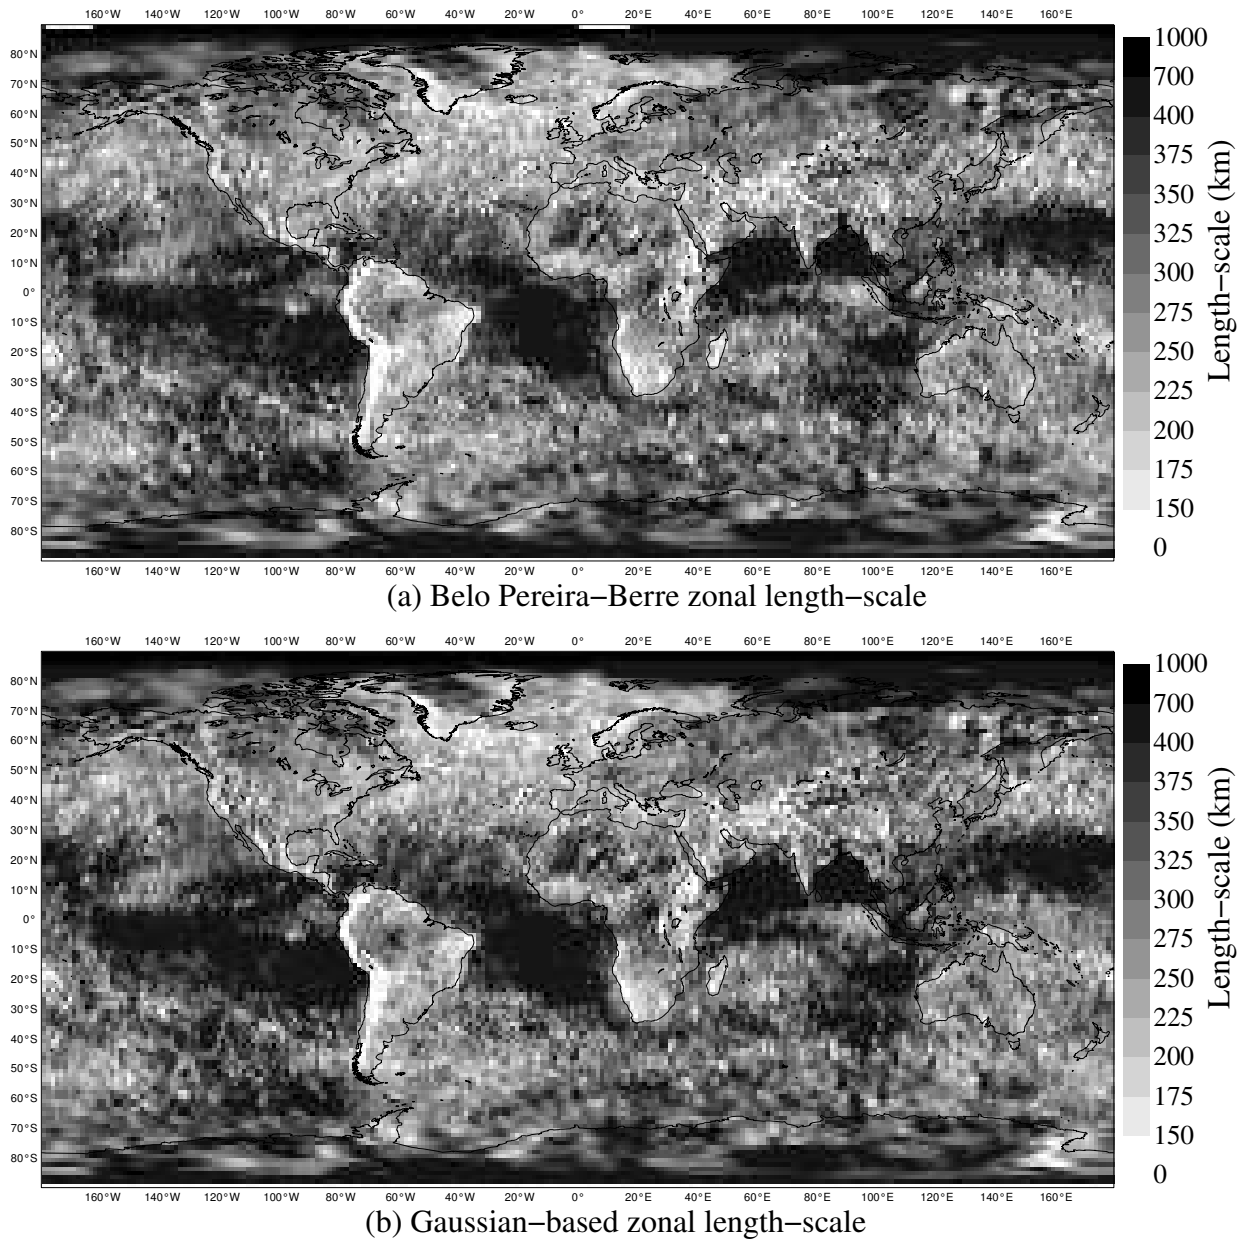 160°W 140°W 120°W 100°W 80°W 60°W 40°W 20°W 0° 20°E 40°E 60°E 80°E 100°E 120°E 140°E 160°E
80°N
70°N
60°N
50°N
40°N
30°N
20°N
10°N
0°
10°S
20°S
30°S
40°S
50°S
60°S
70°S
80°S
1000
700
400
375
350
325
300
275
250
225
200
175
150
0
Length−scale (km)
160°W 140°W 120°W 100°W 80°W 60°W 40°W 20°W 0° 20°E 40°E 60°E 80°E 100°E 120°E 140°E 160°E
(a) Belo Pereira−Berre zonal length−scale
160°W 140°W 120°W 100°W 80°W 60°W 40°W 20°W 0° 20°E 40°E 60°E 80°E 100°E 120°E 140°E 160°E
80°N
70°N
60°N
50°N
40°N
30°N
20°N
10°N
0°
10°S
20°S
30°S
40°S
50°S
60°S
70°S
80°S
1000
700
400
375
350
325
300
275
250
225
200
175
150
0
Length−scale (km)
160°W 140°W 120°W 100°W 80°W 60°W 40°W 20°W 0° 20°E 40°E 60°E 80°E 100°E 120°E 140°E 160°E
(b) Gaussian−based zonal length−scale